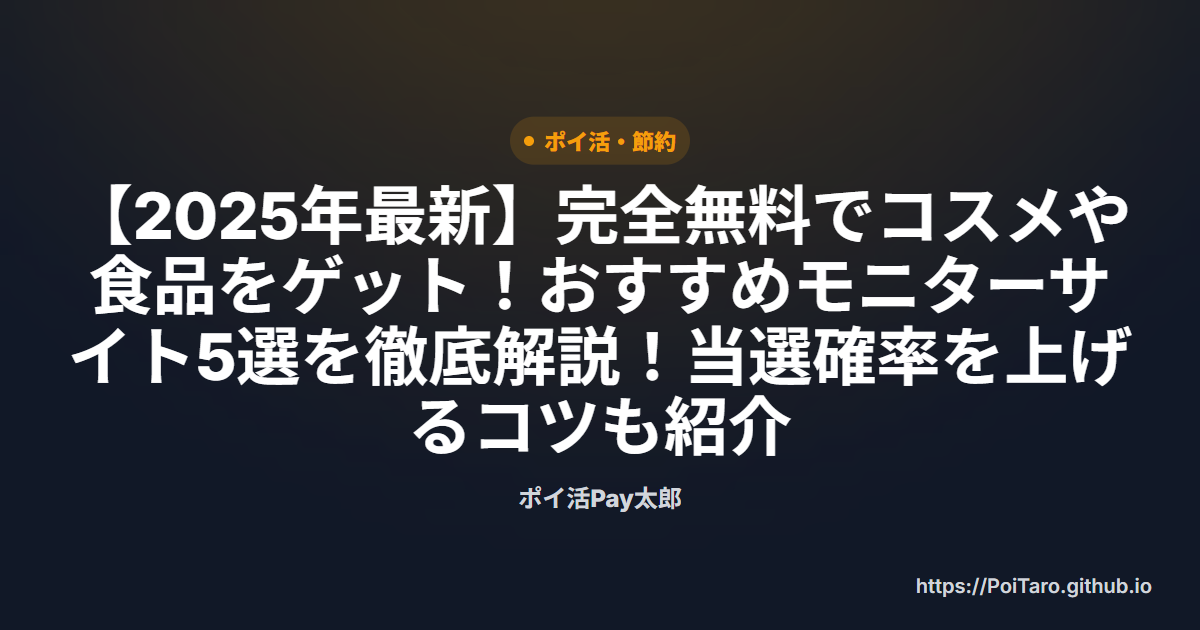 ポイ活・節約
【2025年最新】完全無料でコスメや
食品をゲット！おすすめモニターサ
イト5選を徹底解説！当選確率を上げ
るコツも紹介
ポイ活Pay太郎
https://PoiTaro.github.io